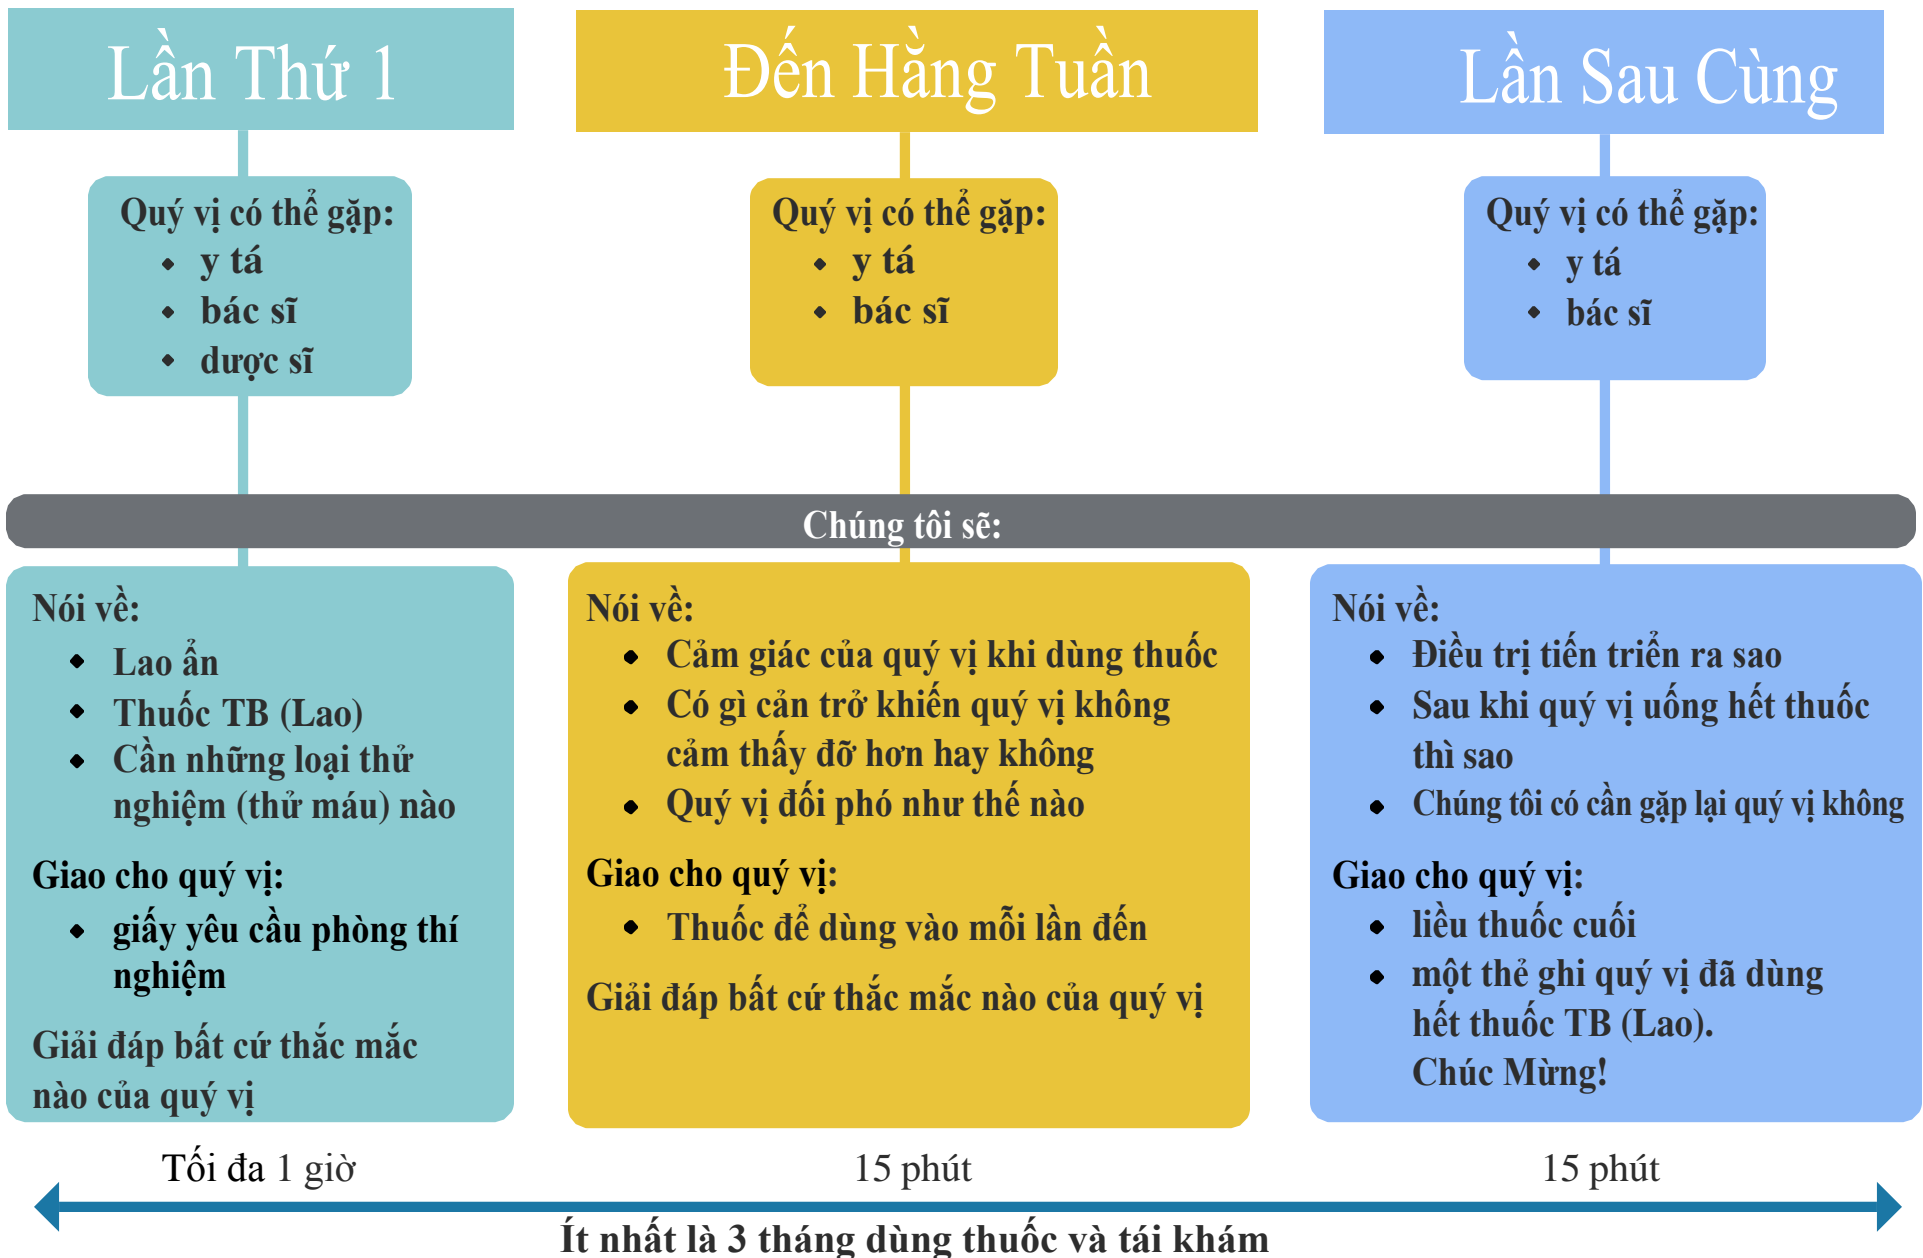 Lần Thứ 1
Quý vị có thể gặp:
y tá
bác sĩ
dược sĩ
Đến Hằng Tuần
Quý vị có thể gặp:
y tá
bác sĩ
Lần Sau Cùng
Quý vị có thể gặp:
y tá
bác sĩ
Chúng tôi sẽ:
Nói về:
Lao ẩn
Thuốc TB (Lao)
Cần những loại thử
nghiệm (thử máu) nào
Giao cho quý vị:
giấy yêu cầu phòng thí
nghiệm
Giải đáp bất cứ thắc mắc
nào của quý vị
Nói về:
Cảm giác của quý vị khi dùng thuốc
Có gì cản trở khiến quý vị không
cảm thấy đỡ hơn hay không
Quý vị đối phó như thế nào
Giao cho quý vị:
Thuốc để dùng vào mỗi lần đến
Giải đáp bất cứ thắc mắc nào của quý vị
Nói về:
Điều trị tiến triển ra sao
Sau khi quý vị uống hết thuốc
thì sao
Chúng tôi có cần gặp lại quý vị không
Giao cho quý vị:
liều thuốc cuối
một thẻ ghi quý vị đã dùng
hết thuốc TB (Lao).
Chúc Mừng!
Tối đa 1 giờ
15 phút
15 phút
Ít nhất là 3 tháng dùng thuốc và tái khám